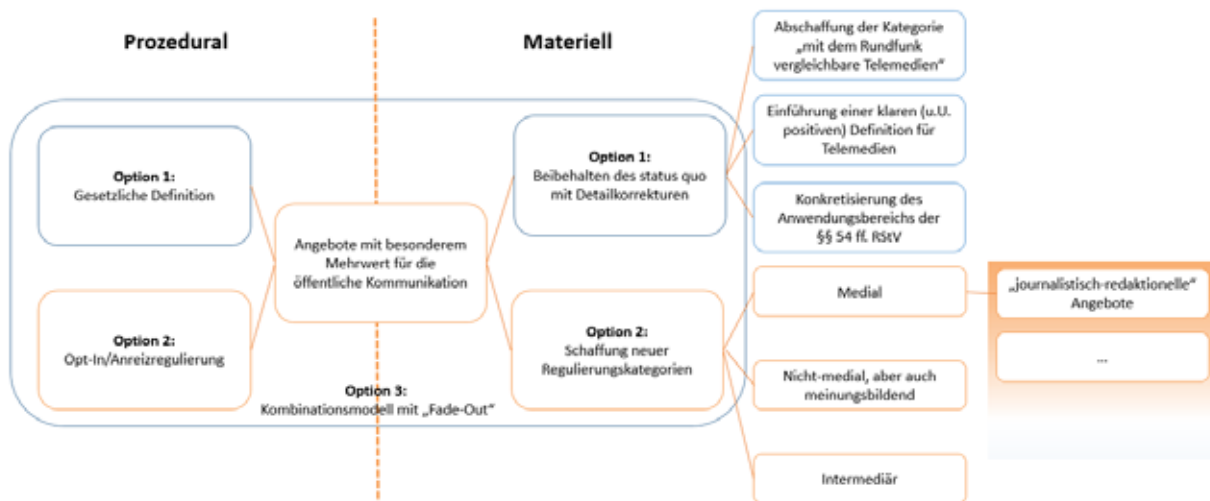 Prozedural
Materiell
Option 1:
Gesetzliche Definition
Option 2:
Opt-In/Anreizregulierung
Angebote mit besonderem
Mehrwert für die
öffentliche Kommunikation
Option 3:
Kombinationsmodell mit „Fade-Out“
Option 1:
Beibehalten des status quo
mit Detailkorrekturen
Option 2:
Schaffung neuer
Regulierungskategorien
Abschaffung der Kategorie
„mit dem Rundfunk
vergleichbare Telemedien“
Einführung einer klaren (u.U.
positiven) Definition für
Telemedien
Konkretisierung des
Anwendungsbereichs der
§§ 54 ff. RStV
Medial
Nicht-medial, aber auch
meinungsbildend
Intermediär
„journalistisch-redaktionelle“
Angebote
...